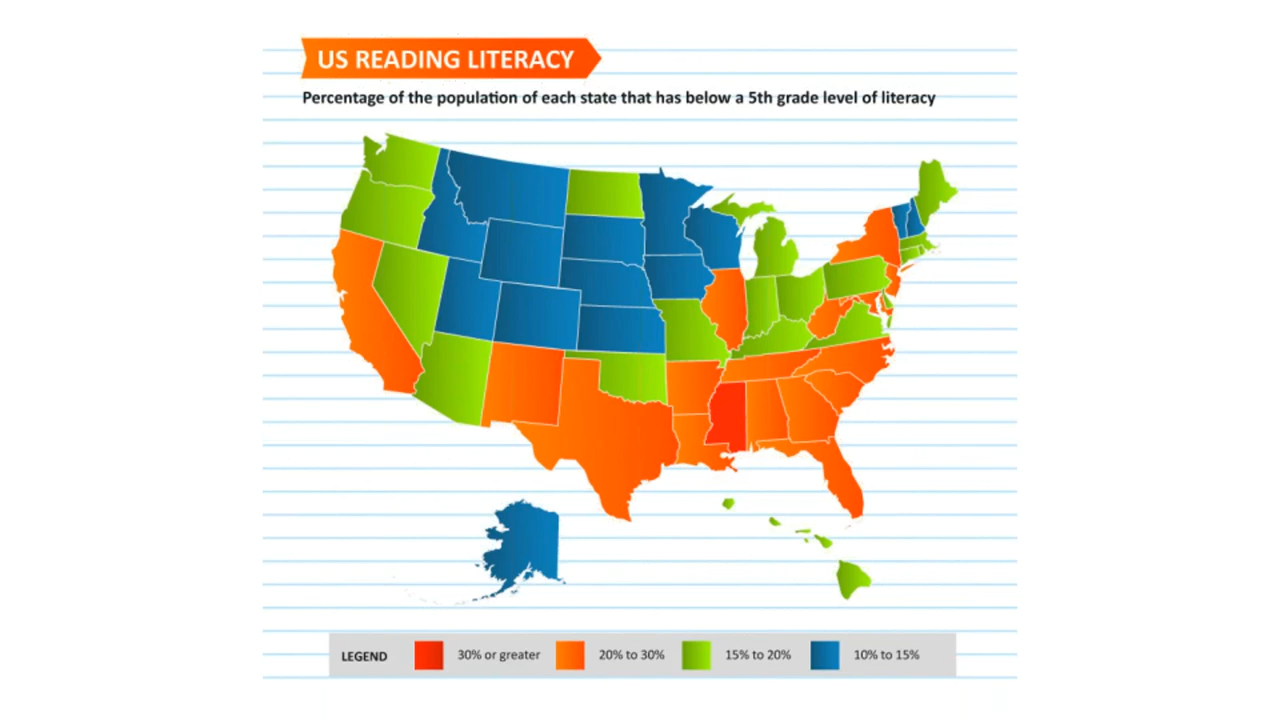 US READING LITERACY
Percentage of the population of each state that has below a 5th grade level of literacy
LEGEND 30% or greater 20% to 30% 15% to 20% 10% to 15%